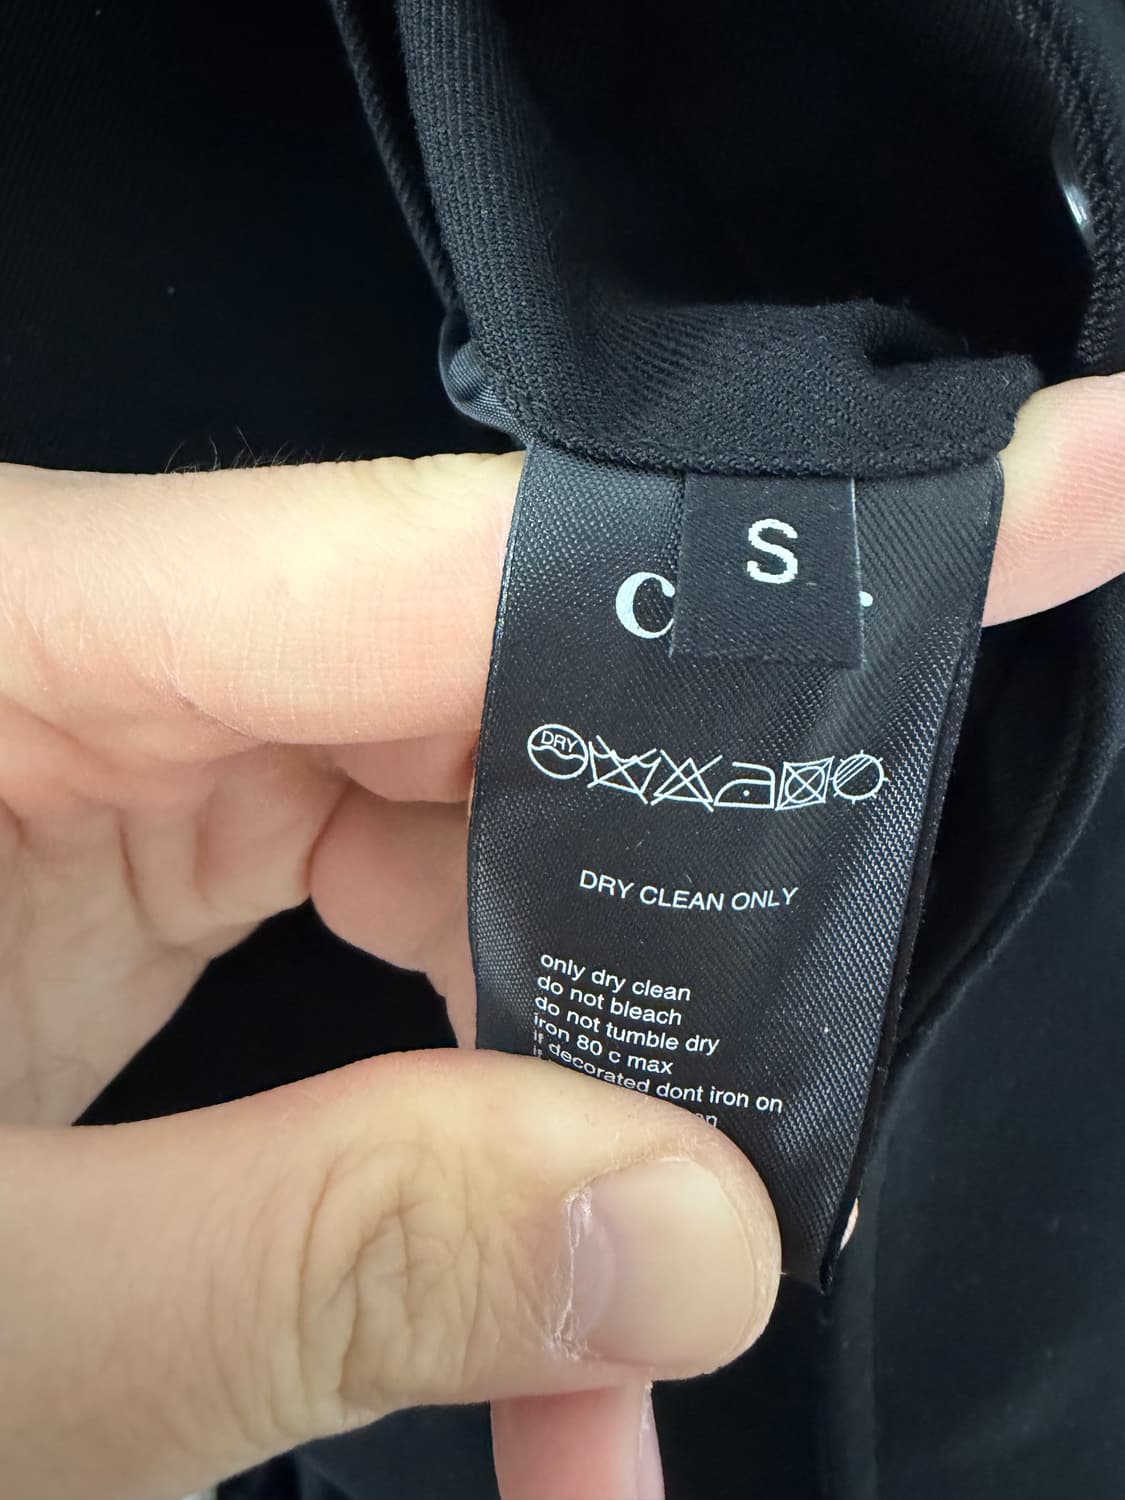 S
DRY
DRY CLEAN ONLY
only dry clean
do not bleach
do not tumble dry
iron 80 c max
if decorated dont iron on